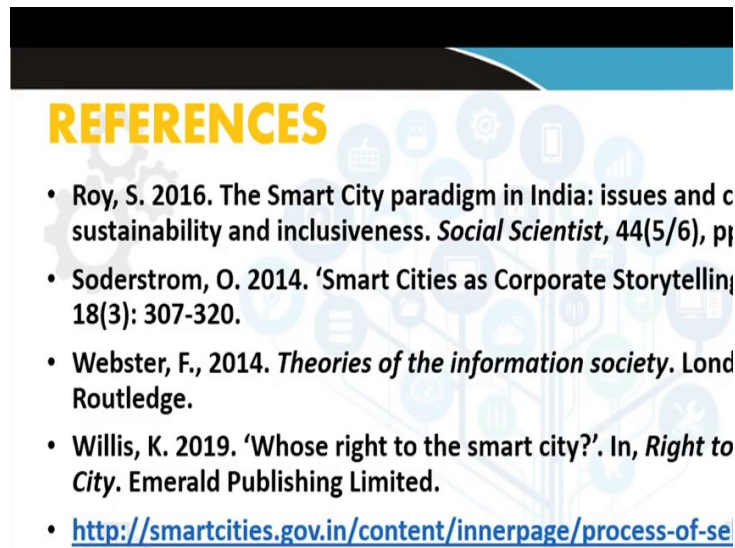 REFERENCES
• Roy, S. 2016. The Smart City paradigm in India: issues and
sustainability and inclusiveness. Social Scientist, 44(5/6),
• Soderstrom, O. 2014. ‘Smart Cities as Corporate Storytelling
18(3): 307-320.
• Webster, F., 2014. Theories of the information society.
Routledge.
• Willis, K. 2019. ‘Whose right to the smart city?’. In, Right to
City. Emerald Publishing Limited.
• http://smartcities.gov.in/content/innerpage/process-of-